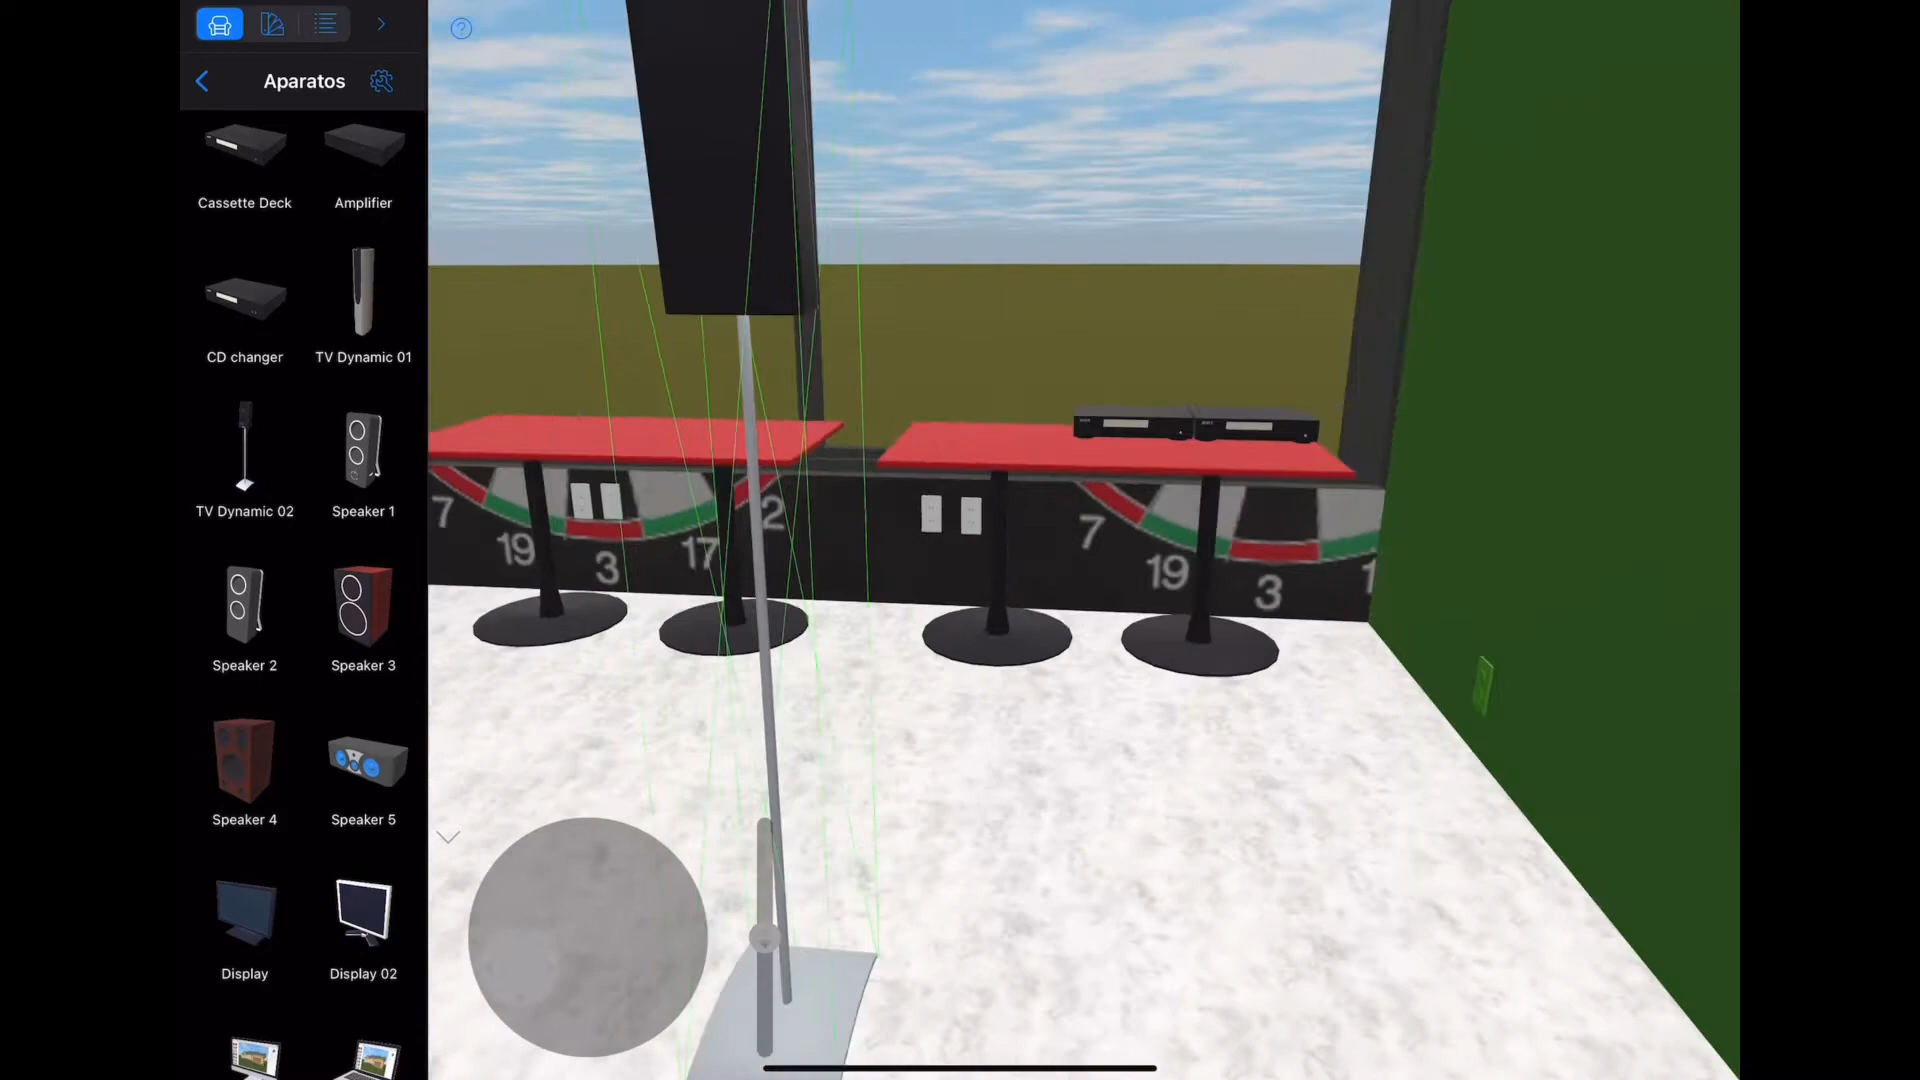 Aparatos
Cassette Deck
Amplifier
CD changer
TV Dynamic 01
TV Dynamic 02
Speaker 1
Speaker 2
Speaker 3
Speaker 4
Speaker 5
Display
Display 02
?
7
19
3
17
2
7
19
3
1